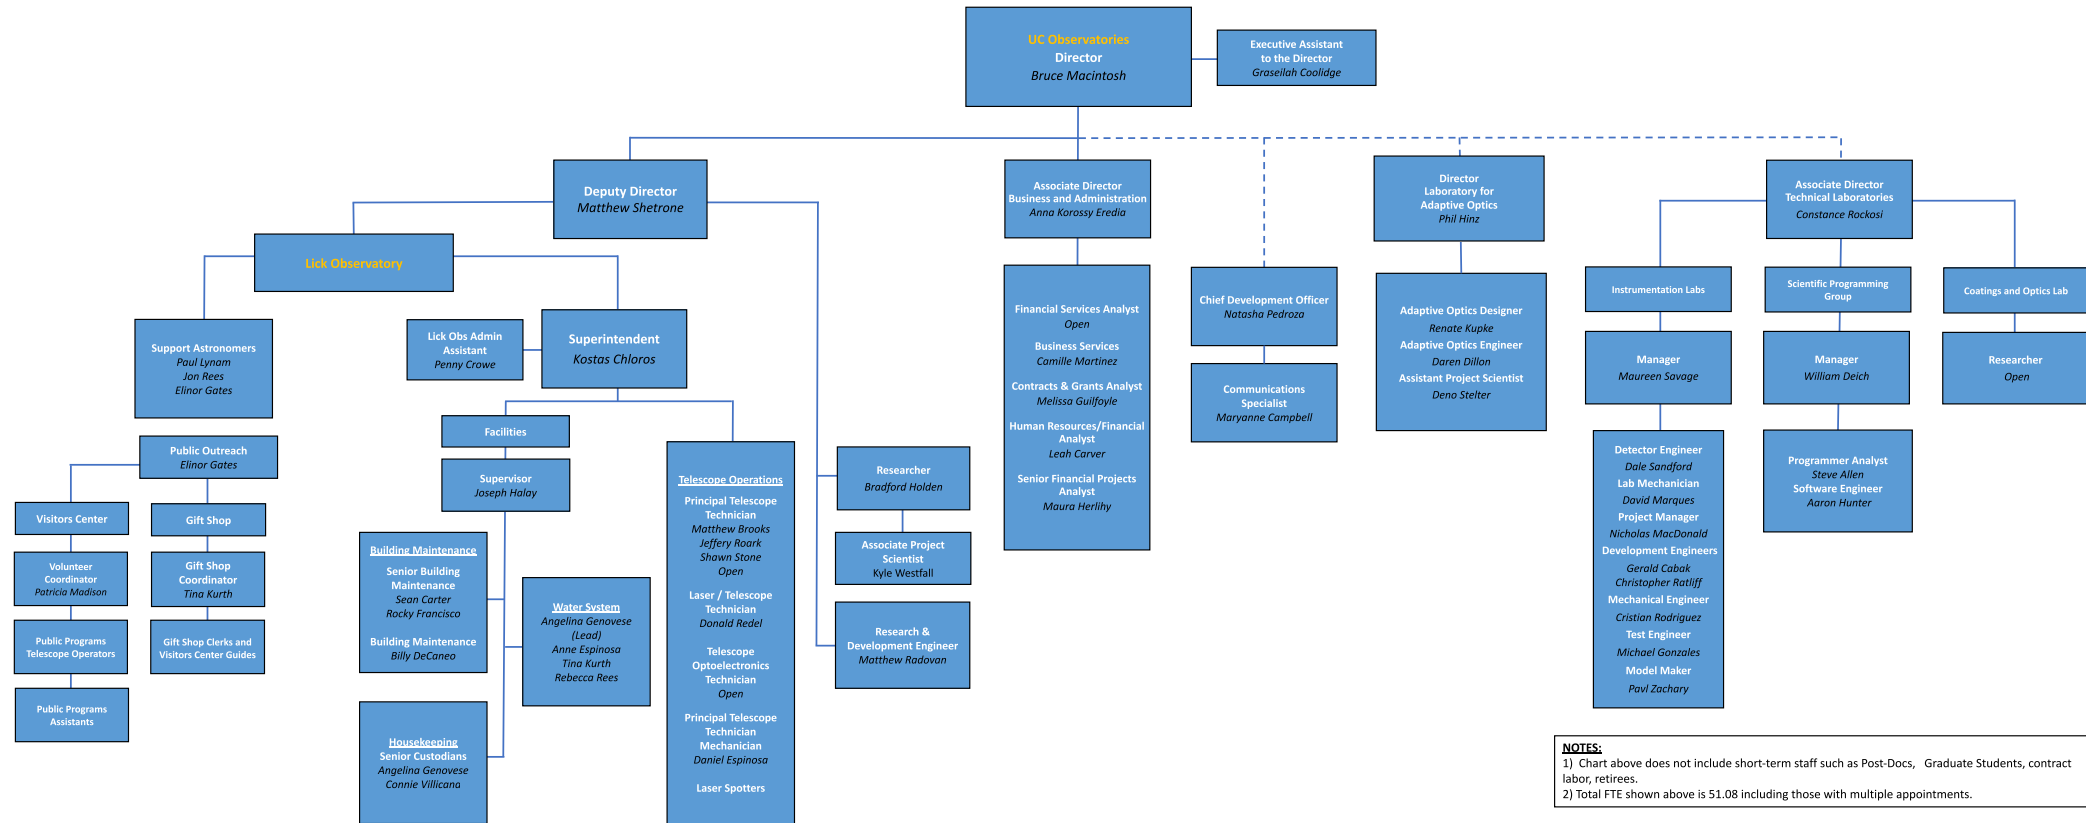 UC Observatories
Director
Bruce Macintosh
Executive Assistant
to the Director
Graseilah Coolidge
Deputy Director
Matthew Shetrone
Associate Director
Business and Administration
Anna Korossy Eredia
Director
Laboratory for
Adaptive Optics
Phil Hinz
Associate Director
Technical Laboratories
Constance Rockosi
Lick Observatory
Support Astronomers
Paul Lynam
Jon Rees
Elinor Gates
Lick Obs Admin
Assistant
Penny Crowe
Superintendent
Kostas Chloros
Public Outreach
Elinor Gates
Visitors Center
Gift Shop
Volunteer
Coordinator
Patricia Madison
Gift Shop
Coordinator
Tina Kurth
Public Programs
Telescope Operators
Gift Shop Clerks and
Visitors Center Guides
Public Programs
Assistants
Facilities
Supervisor
Joseph Halay
Building Maintenance
Senior Building
Maintenance
Sean Carter
Rocky Francisco
Building Maintenance
Billy DeCaneo
Water System
Angelina Genovese
(Lead)
Anne Espinosa
Tina Kurth
Rebecca Rees
Housekeeping
Senior Custodians
Angelina Genovese
Connie Villicana
Telescope Operations
Principal Telescope
Technician
Matthew Brooks
Jeffery Roark
Shawn Stone
Open
Laser / Telescope
Technician
Donald Redel
Telescope
Optoelectronics
Technician
Open
Principal Telescope
Technician
Mechanician
Daniel Espinosa
Laser Spotters
Researcher
Bradford Holden
Associate Project
Scientist
Kyle Westfall
Research &
Development Engineer
Matthew Radovan
Financial Services Analyst
Open
Business Services
Camille Martinez
Contracts & Grants Analyst
Melissa Guilfoyle
Human Resources/Financial
Analyst
Leah Carver
Senior Financial Projects
Analyst
Maura Herlihy
Chief Development Officer
Natasha Pedroza
Communications
Specialist
Maryanne Campbell
Adaptive Optics Designer
Renate Kupke
Adaptive Optics Engineer
Daren Dillon
Assistant Project Scientist
Deno Stelter
Instrumentation Labs
Manager
Maureen Savage
Detector Engineer
Dale Sandford
Lab Mechanician
David Marques
Project Manager
Nicholas MacDonald
Development Engineers
Gerald Cabak
Christopher Ratliff
Mechanical Engineer
Cristian Rodriguez
Test Engineer
Michael Gonzales
Model Maker
Pavl Zachary
Scientific Programming
Group
Manager
William Deich
Programmer Analyst
Steve Allen
Software Engineer
Aaron Hunter
Coatings and Optics Lab
Researcher
Open
NOTES:
1) Chart above does not include short-term staff such as Post-Docs, Graduate Students, contract
labor, retirees.
2) Total FTE shown above is 51.08 including those with multiple appointments.